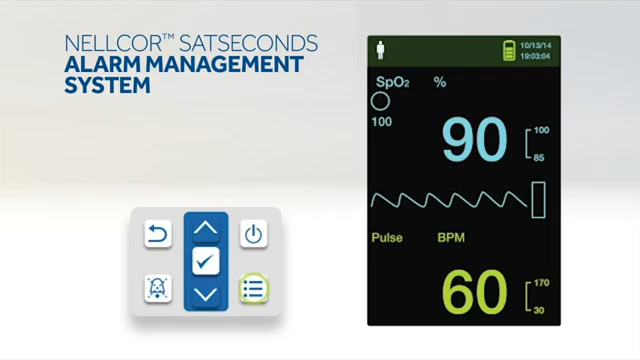 NELLCOR™ SATSECONDS
ALARM MANAGEMENT
SYSTEM
10/13/14
19:03:04
SpO2 %
100
90
100
85
Pulse BPM
60
170
30